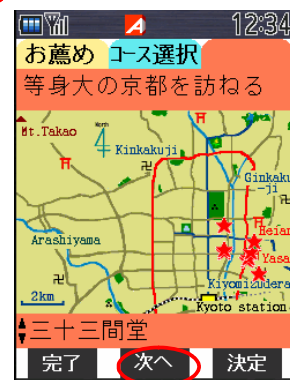 12:34
お薦め コース選択
等身大の京都を訪ねる
Mt.Takao
North
Kinkakuji
Ginkaku
-ji
Heian
Arashiyama
Yasa
Kiyomizudera
2km
Kyoto station
三十三間堂
完了 次へ 決定